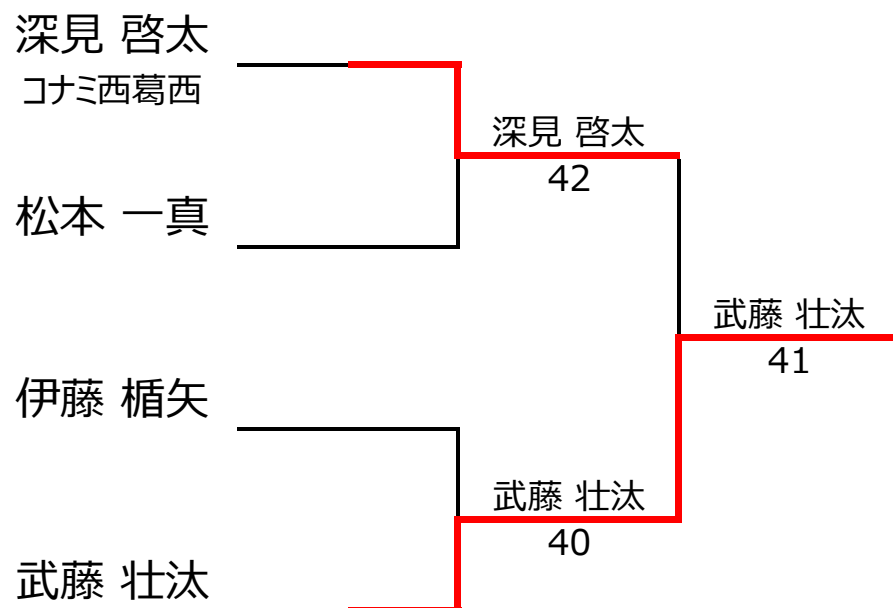 深見 啓太
コナミ西葛西
深見 啓太
42
松本 一真
武藤 壮汰
41
伊藤 楯矢
武藤 壮汰
40
武藤 壮汰